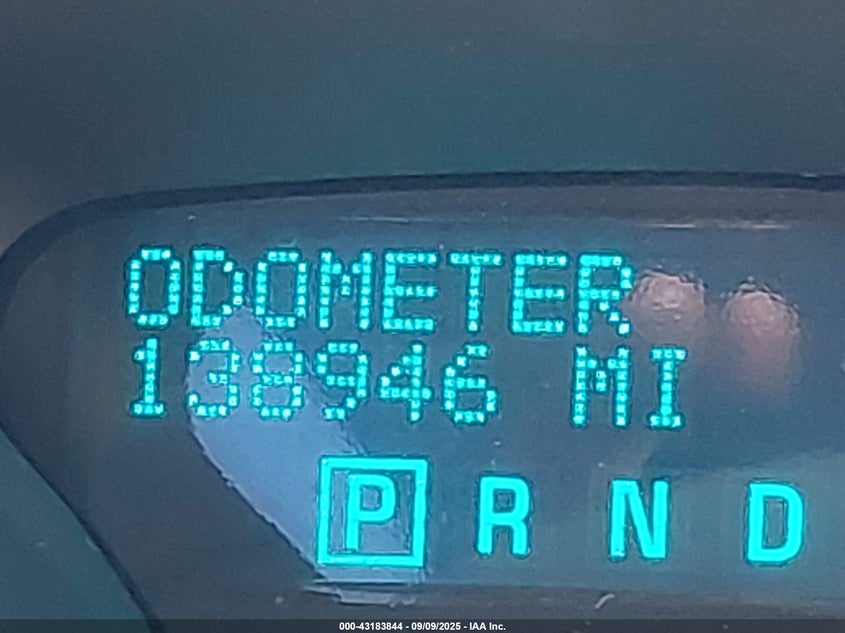 ODOMETER
138946 MI
P R N D
000-43183844 - 09/09/2025 - IAA Inc.